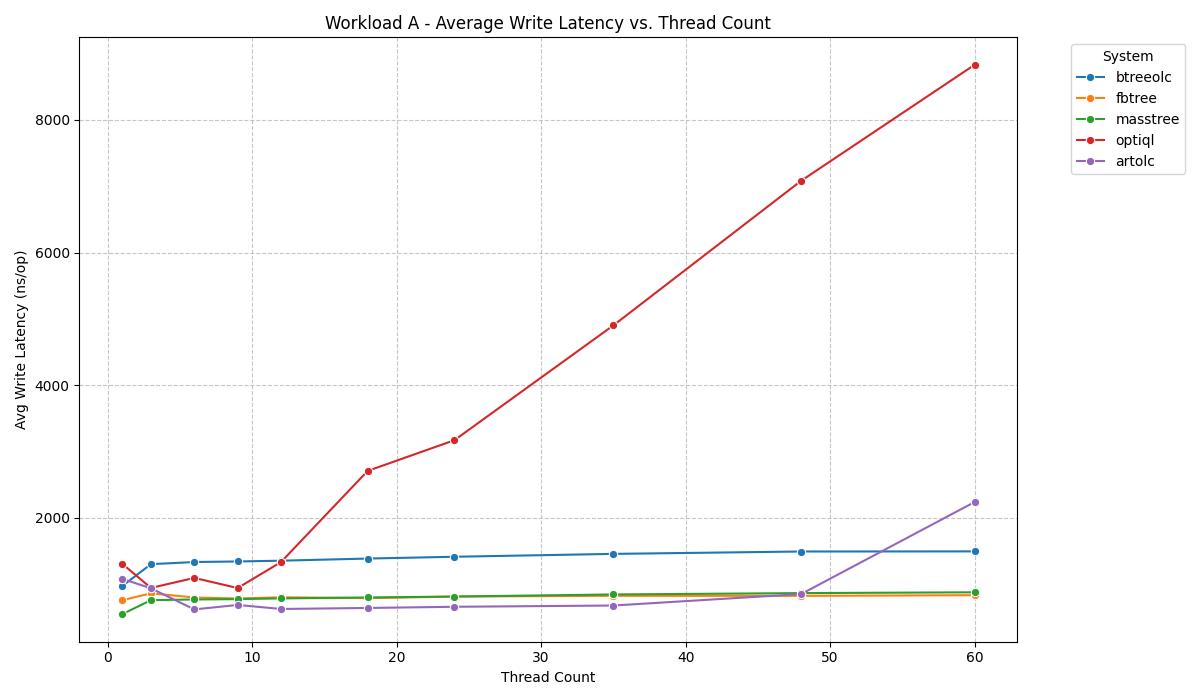 Workload A - Average Write Latency vs. Thread Count
System
btreeolc
fbtree
masstree
optiql
artolc
Avg Write Latency (ns/op)
8000
6000
4000
2000
0 10 20 30 40 50 60
Thread Count